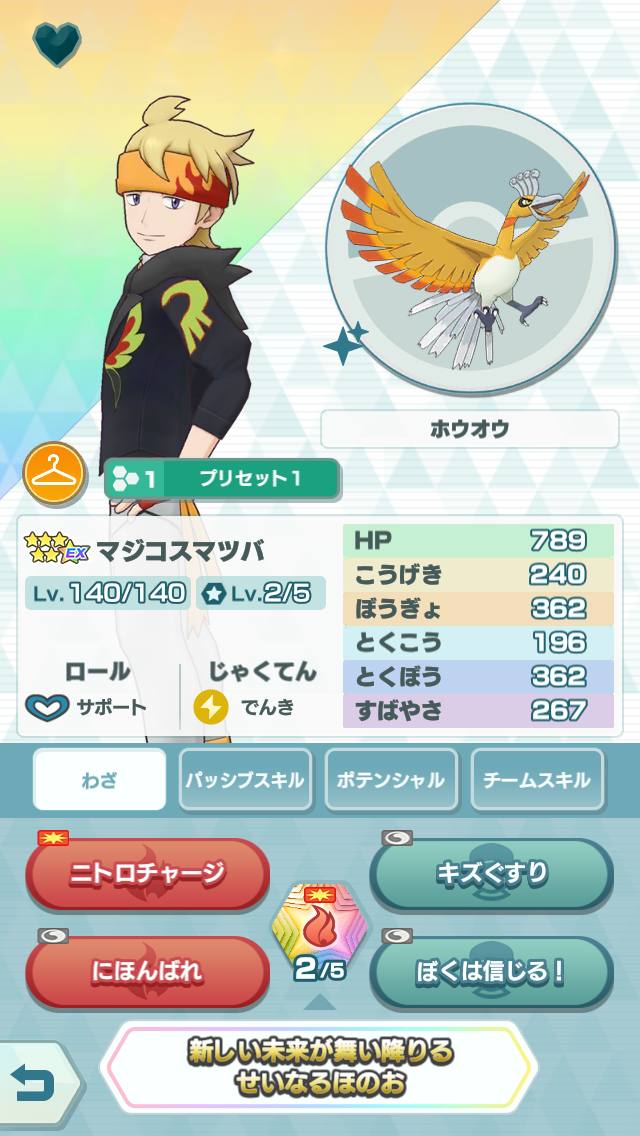 ホウオウ
1 プリセット1
EX マジコスマツバ
Lv.140/140 Lv.2/5
ロール じゃくてん
サポート でんき
HP 789
こうげき 240
ぼうぎょ 362
とくこう 196
とくぼう 362
すばやさ 267
わざ パッシブスキル ポテンシャル チームスキル
ニトロチャージ キズぐすり
2/5
にほんばれ ぼくは信じる！
新しい未来が舞い降りる
せいなるほのお